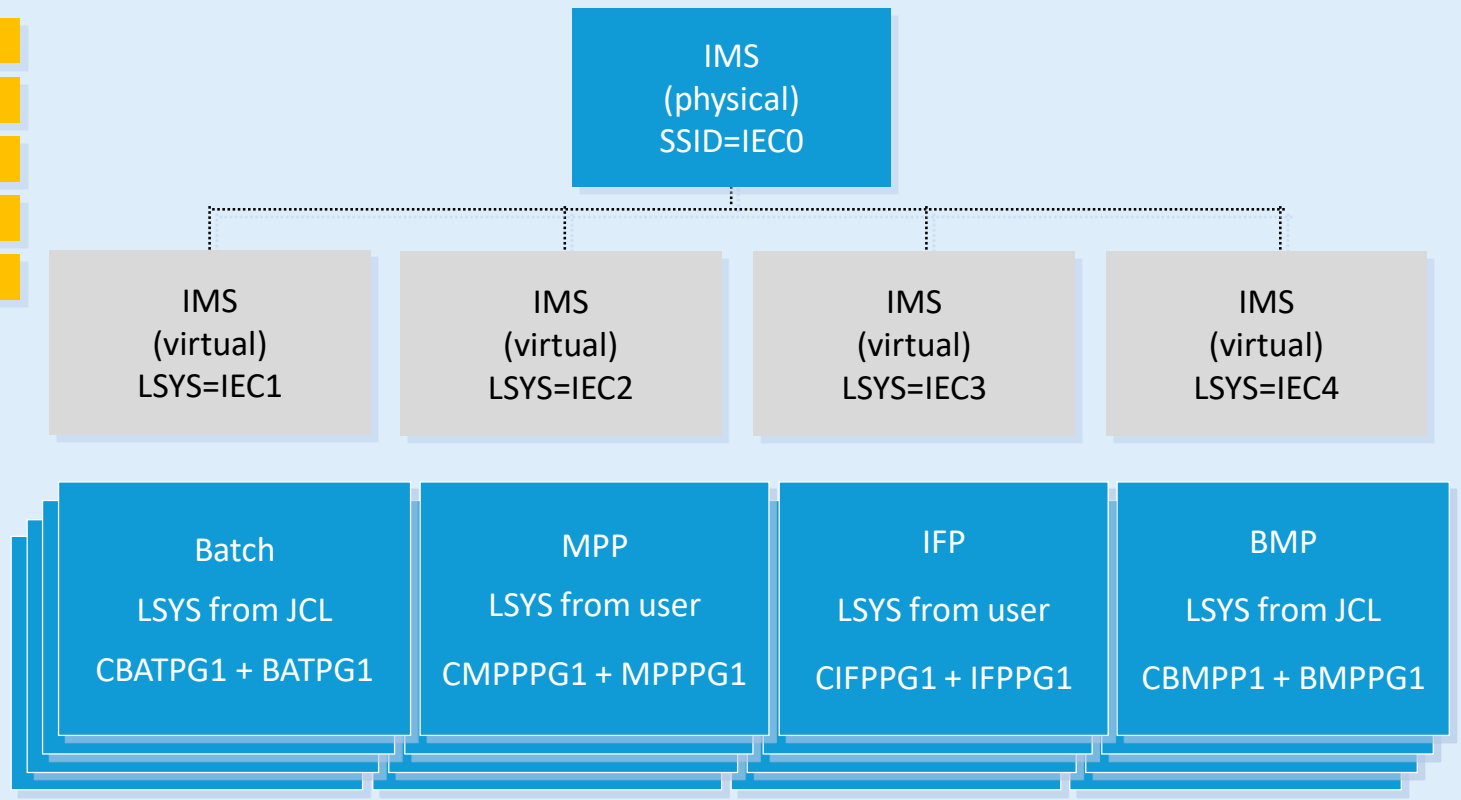 IMS
(physical)
SSID=IEC0
IMS
(virtual)
LSYS=IEC1
IMS
(virtual)
LSYS=IEC2
IMS
(virtual)
LSYS=IEC3
IMS
(virtual)
LSYS=IEC4
Batch
LSYS from JCL
CBATPG1 + BATPG1
MPP
LSYS from user
CMPPPG1 + MPPPG1
IFP
LSYS from user
CIFPPG1 + IFPPG1
BMP
LSYS from JCL
CBMPP1 + BMPPG1